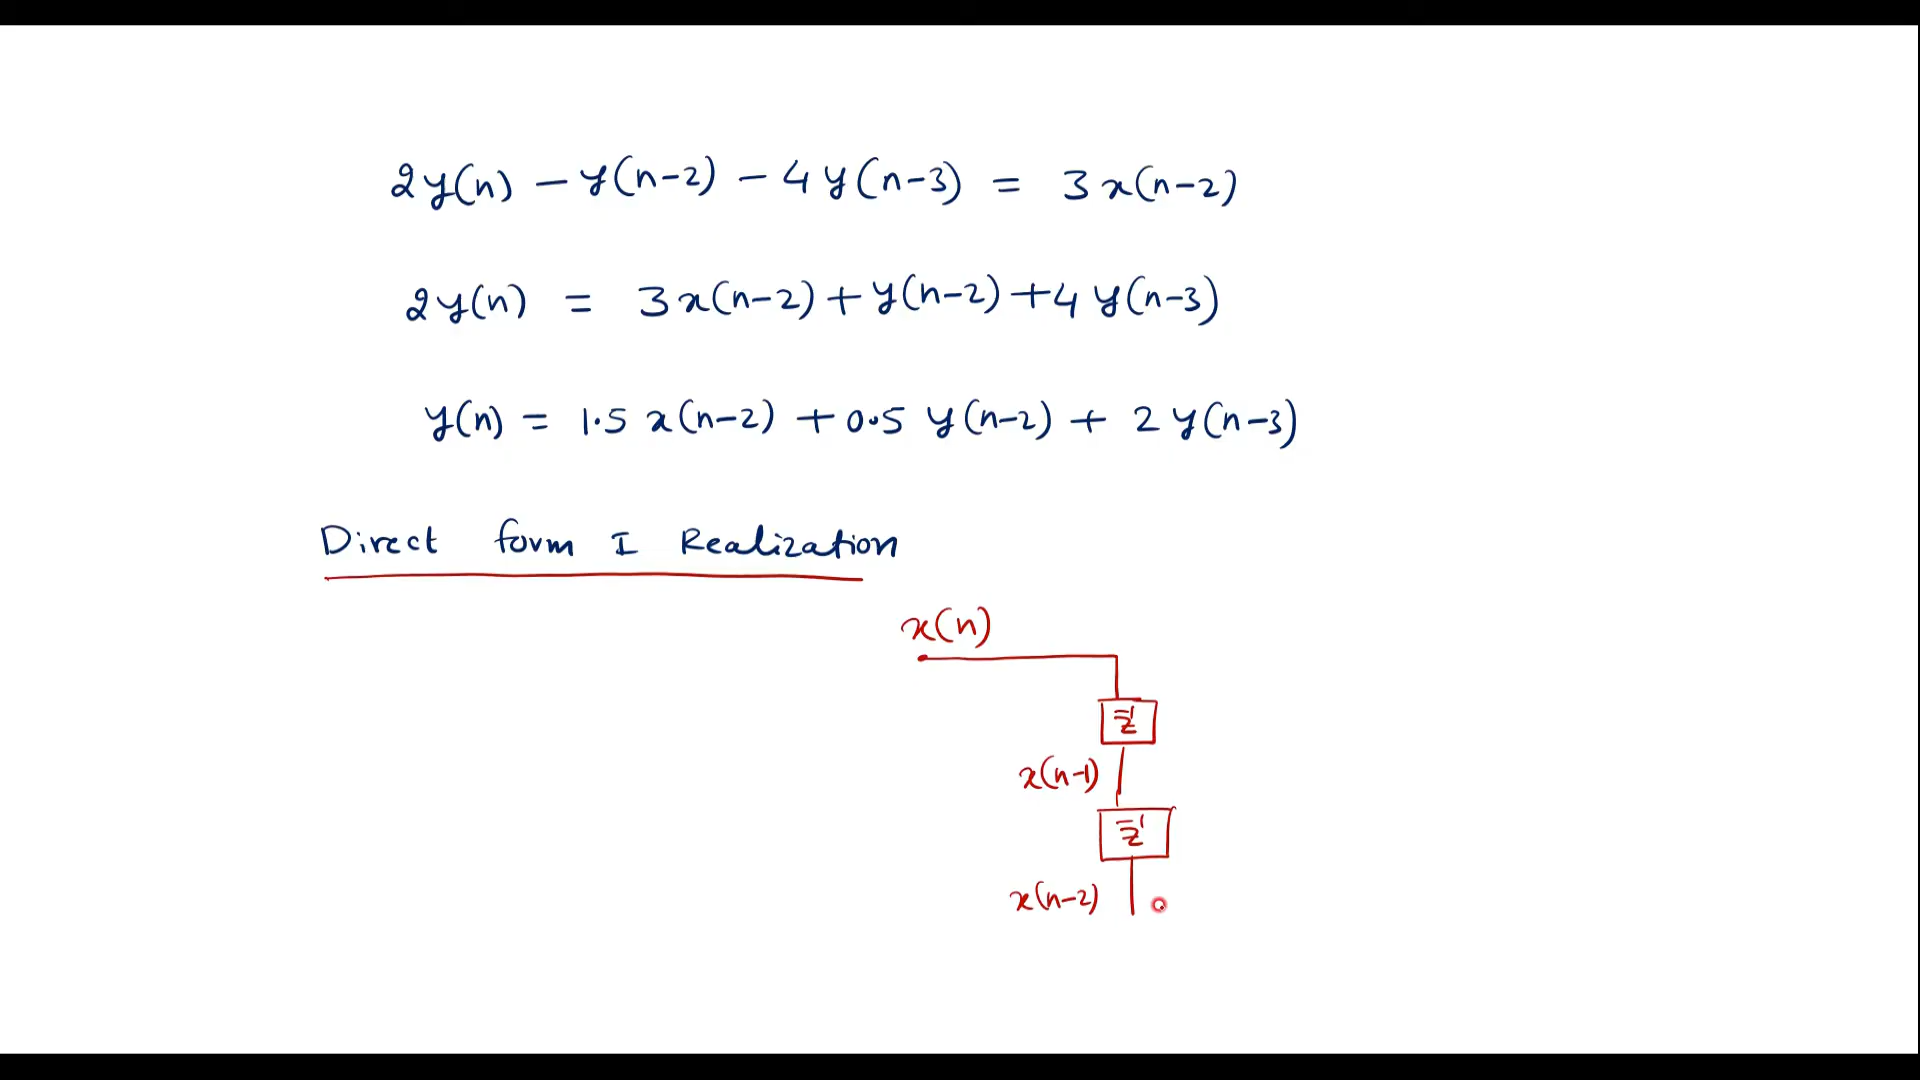 2y(n) - y(n-2) - 4y(n-3) = 3x(n-2)
2y(n) = 3x(n-2) + y(n-2) + 4y(n-3)
y(n) = 1.5 x(n-2) + 0.5 y(n-2) + 2 y(n-3)
Direct form I Realization
x(n)
z⁻¹
x(n-1)
z⁻¹
x(n-2)